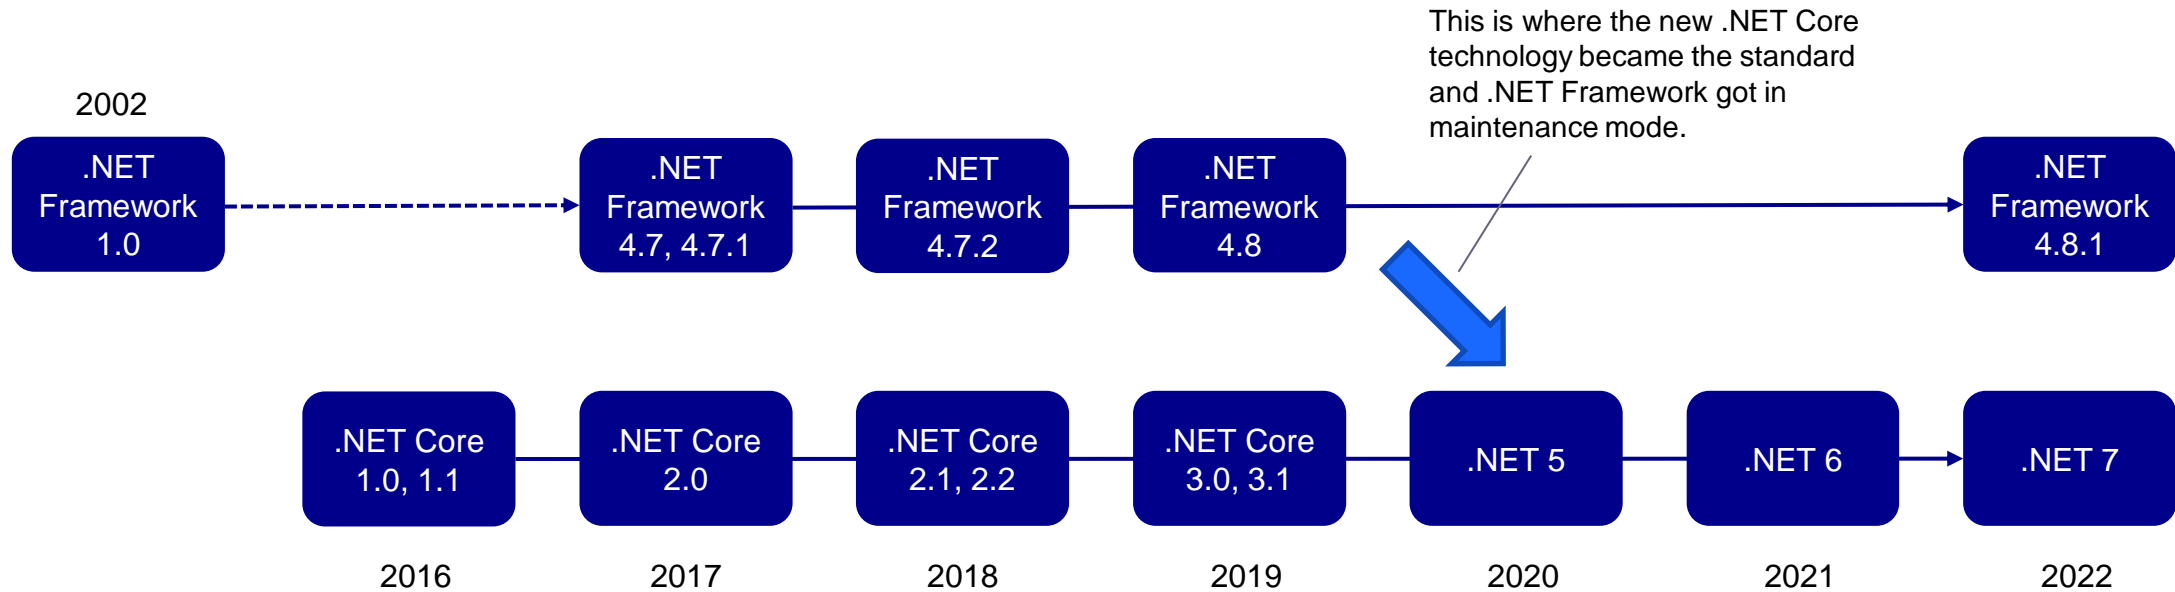 This is where the new .NET Core
technology became the standard
and .NET Framework got in
maintenance mode.
2002
.NET
Framework
1.0
.NET
Framework
4.7, 4.7.1
.NET
Framework
4.7.2
.NET
Framework
4.8
.NET
Framework
4.8.1
.NET Core
1.0, 1.1
.NET Core
2.0
.NET Core
2.1, 2.2
.NET Core
3.0, 3.1
.NET 5
.NET 6
.NET 7
2016
2017
2018
2019
2020
2021
2022